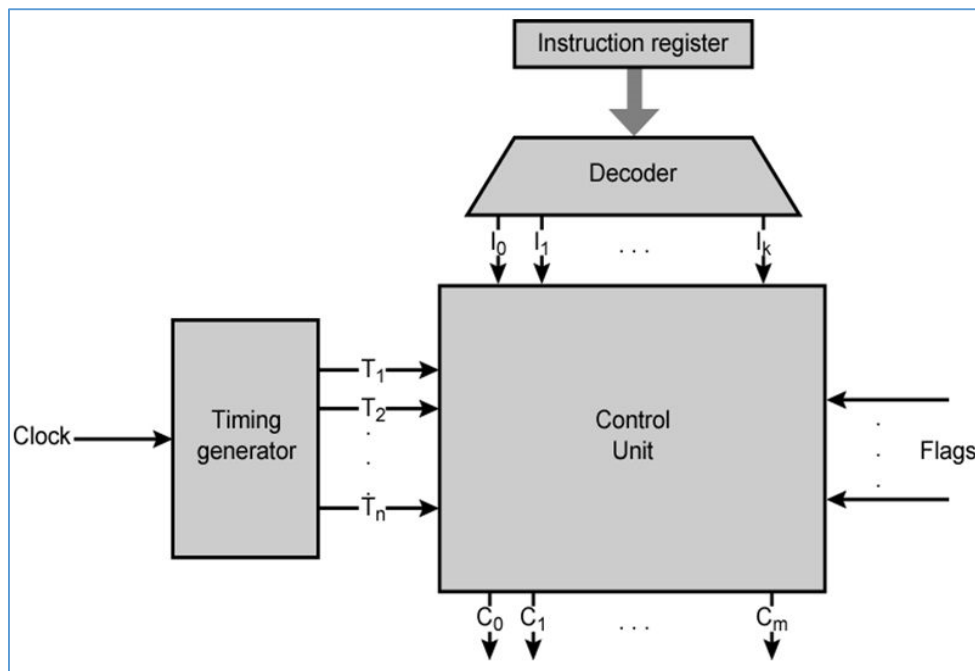 Instruction register
Decoder
I₀ I₁ . . . Iₖ
T₁
T₂
.
.
.
Tₙ
Clock
Timing
generator
Control
Unit
.
.
.
Flags
C₀ C₁ . . . Cₘ